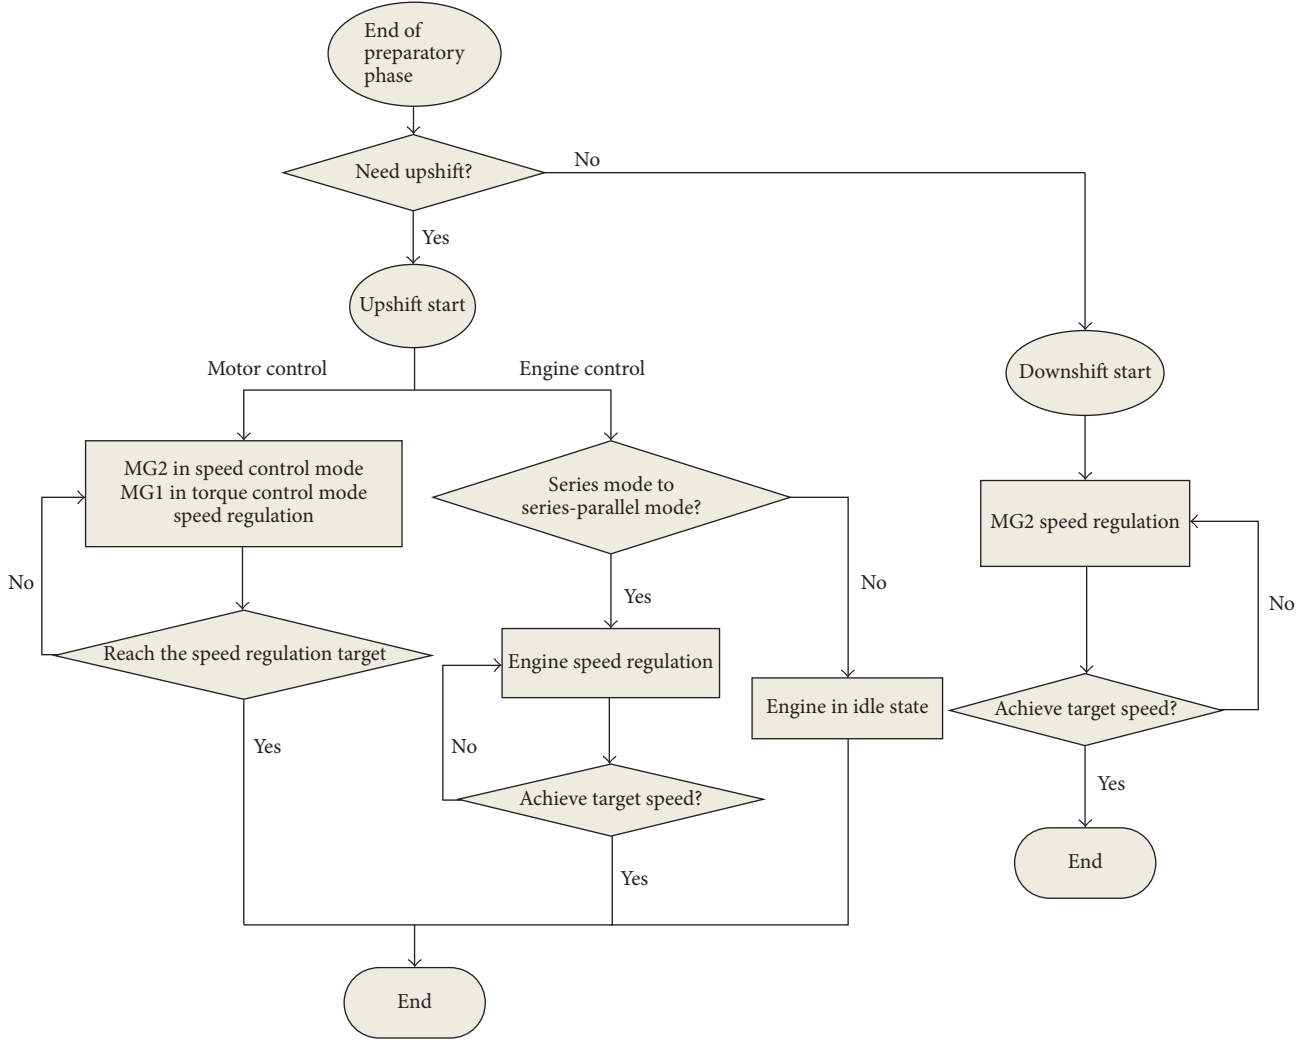 End of
preparatory
phase
Need upshift?
No
Yes
Upshift start
Motor control
Engine control
Downshift start
MG2 in speed control mode
MG1 in torque control mode
speed regulation
Series mode to
series-parallel mode?
MG2 speed regulation
No
Yes
No
No
Reach the speed regulation target
Engine speed regulation
Engine in idle state
Achieve target speed?
Yes
No
Achieve target speed?
Yes
Yes
End
End